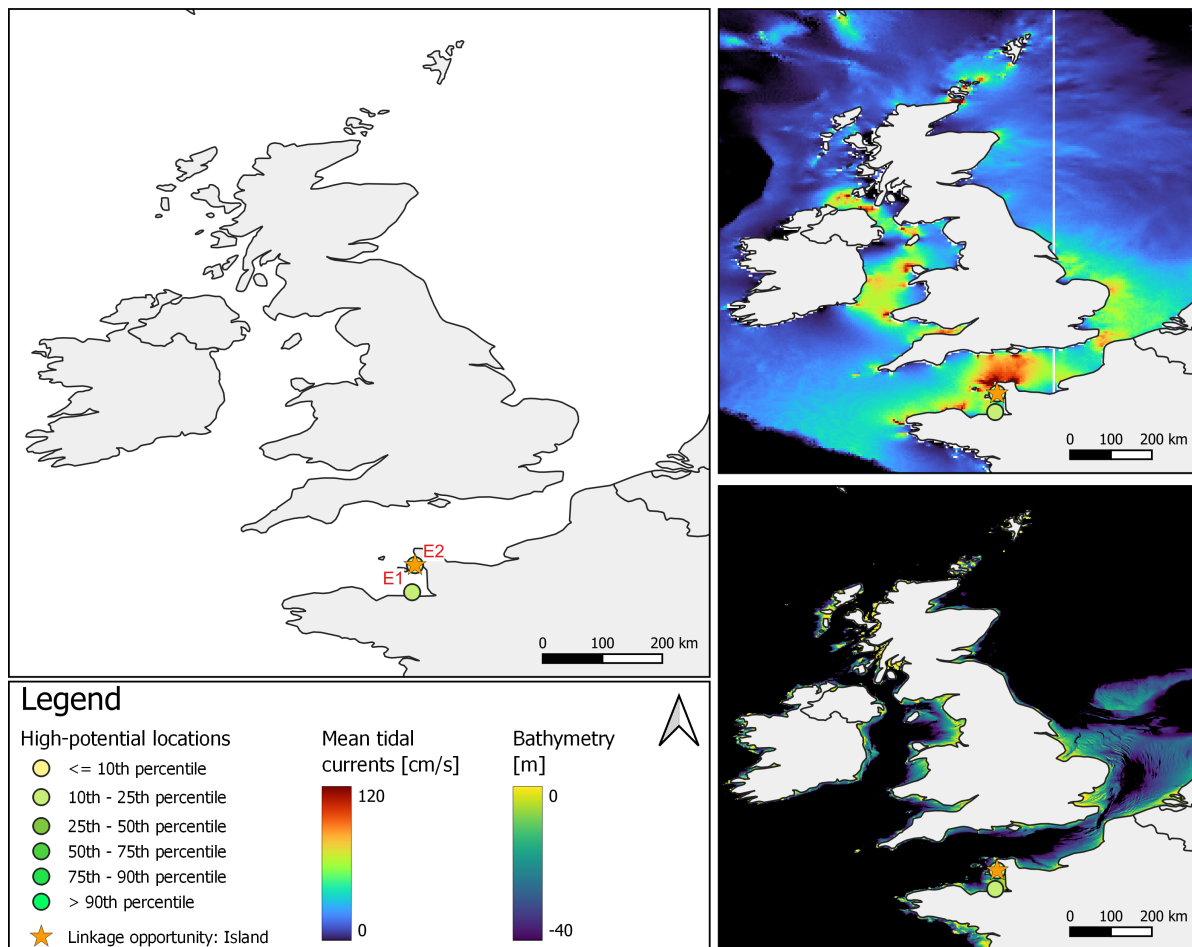 E2
E1
0 100 200 km
0 100 200 km
0 100 200 km
Legend
High-potential locations
<= 10th percentile
10th - 25th percentile
25th - 50th percentile
50th - 75th percentile
75th - 90th percentile
> 90th percentile
Linkage opportunity: Island
Mean tidal
currents [cm/s]
120
0
Bathymetry
[m]
0
-40